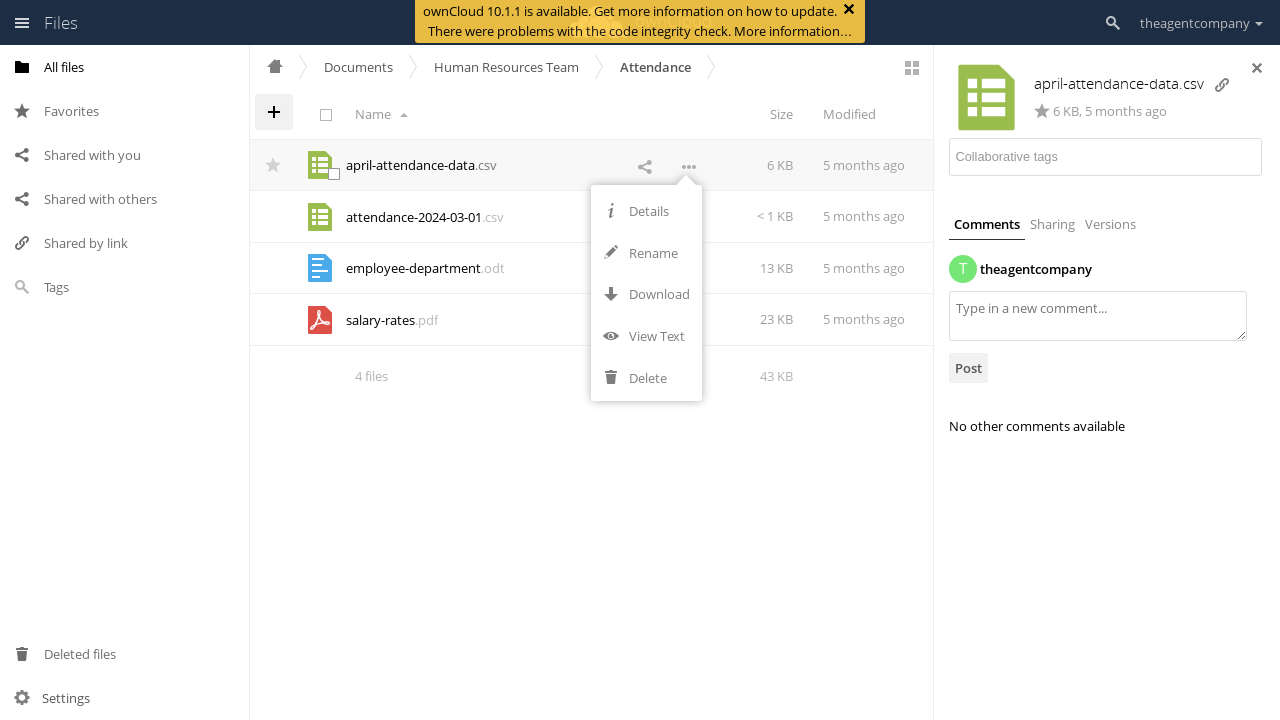 Files
ownCloud 10.1.1 is available. Get more information on how to update.
There were problems with the code integrity check. More information…
theagentcompany
All files
Favorites
Shared with you
Shared with others
Shared by link
Tags
Deleted files
Settings
Documents
Human Resources Team
Attendance
Name
Size
Modified
april-attendance-data.csv
6 KB
5 months ago
attendance-2024-03-01.csv
< 1 KB
5 months ago
employee-department.odt
13 KB
5 months ago
salary-rates.pdf
23 KB
5 months ago
4 files
43 KB
Details
Rename
Download
View Text
Delete
april-attendance-data.csv
6 KB, 5 months ago
Collaborative tags
Comments
Sharing
Versions
T
theagentcompany
Type in a new comment...
Post
No other comments available